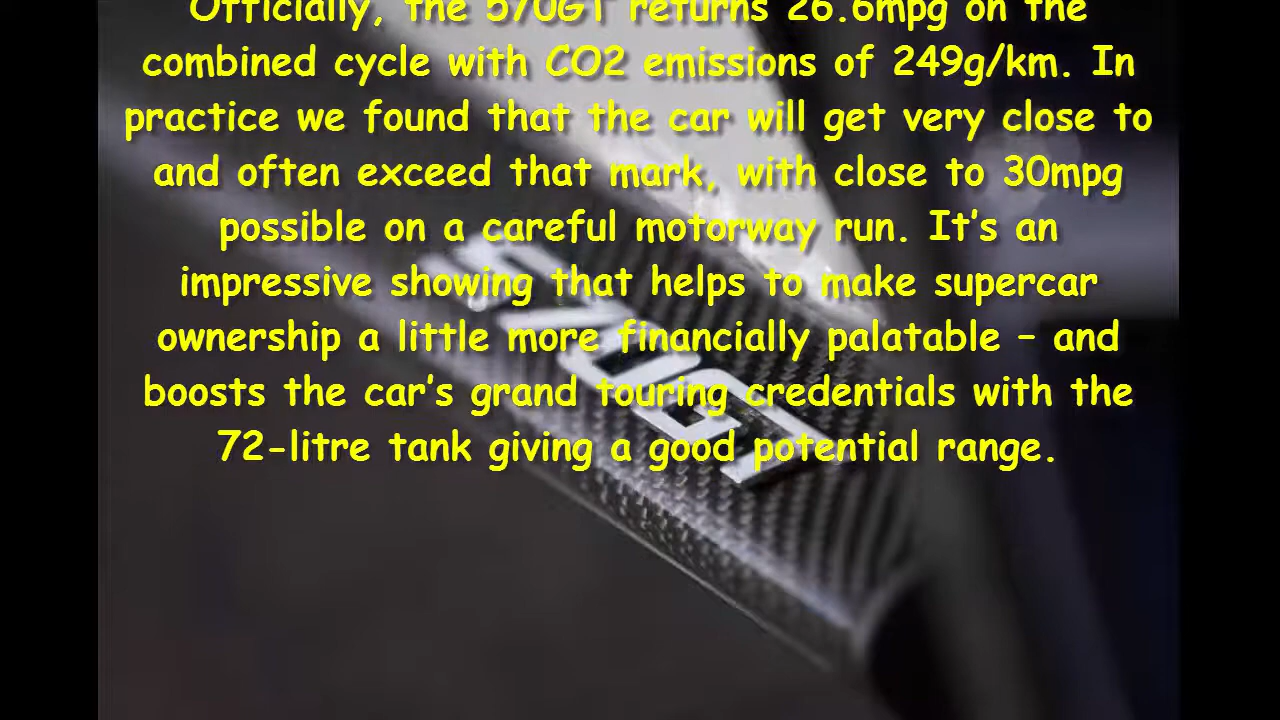 Officially, the 570GT returns 26.6mpg on the
combined cycle with CO2 emissions of 249g/km. In
practice we found that the car will get very close to
and often exceed that mark, with close to 30mpg
possible on a careful motorway run. It’s an
impressive showing that helps to make supercar
ownership a little more financially palatable – and
boosts the car’s grand touring credentials with the
72-litre tank giving a good potential range.
570GT